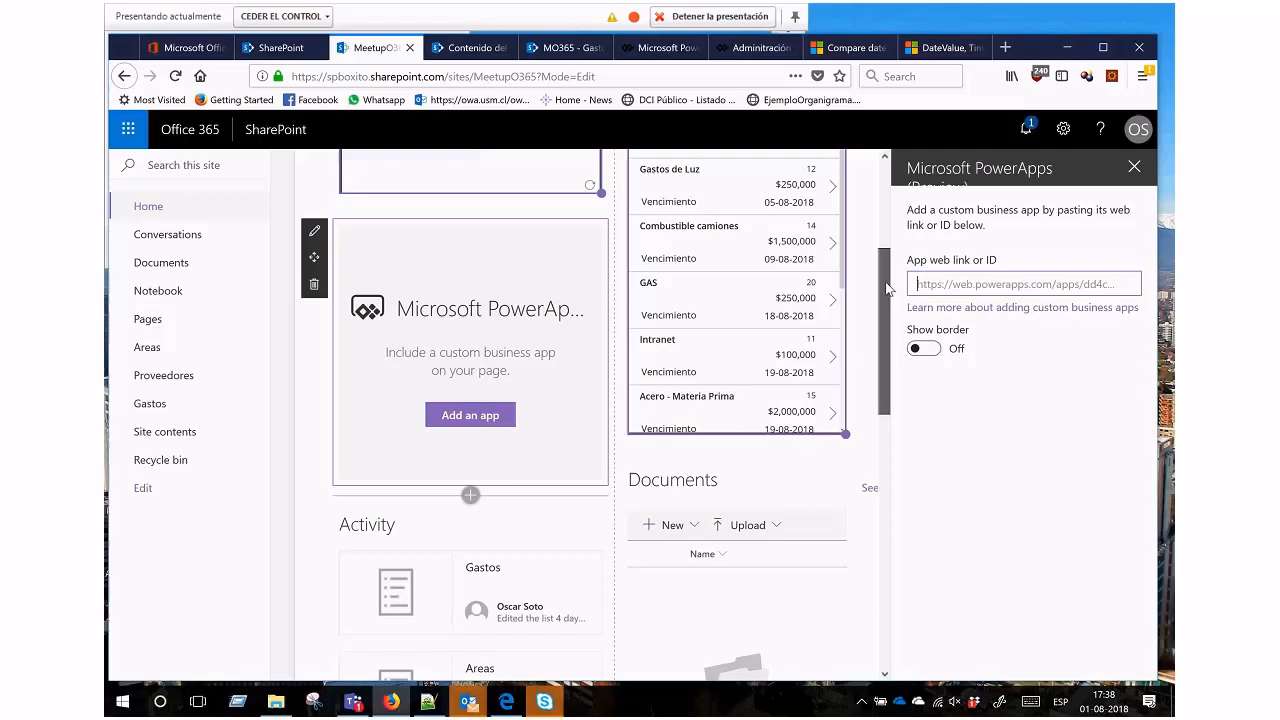 Presentando actualmente
CEDER EL CONTROL
Detener la presentación
Microsoft Offi
SharePoint
MeetupO3
Contenido del
MO365 - Gast
Microsoft Pow
Adminitración
Compare date
DateValue, Tim
https://spboxito.sharepoint.com/sites/MeetupO365?Mode=Edit
Search
240
Most Visited
Getting Started
Facebook
Whatsapp
https://owa.usm.cl/ow...
Home - News
DCI Público - Listado ...
EjemploOrganigrama....
Office 365
SharePoint
1
?
OS
Search this site
Home
Conversations
Documents
Notebook
Pages
Areas
Proveedores
Gastos
Site contents
Recycle bin
Edit
Microsoft PowerAp...
Include a custom business app
on your page.
Add an app
Activity
Gastos
Oscar Soto
Edited the list 4 day...
Areas
Gastos de Luz 12
$250,000
Vencimiento 05-08-2018
Combustible camiones 14
$1,500,000
Vencimiento 09-08-2018
GAS 20
$250,000
Vencimiento 18-08-2018
Intranet 11
$100,000
Vencimiento 19-08-2018
Acero - Materia Prima 15
$2,000,000
Vencimiento 19-08-2018
Documents
See
New
Upload
Name
Microsoft PowerApps
(Preview)
Add a custom business app by pasting its web
link or ID below.
App web link or ID
https://web.powerapps.com/apps/dd4c...
Learn more about adding custom business apps
Show border
Off
ESP
17:38
01-08-2018